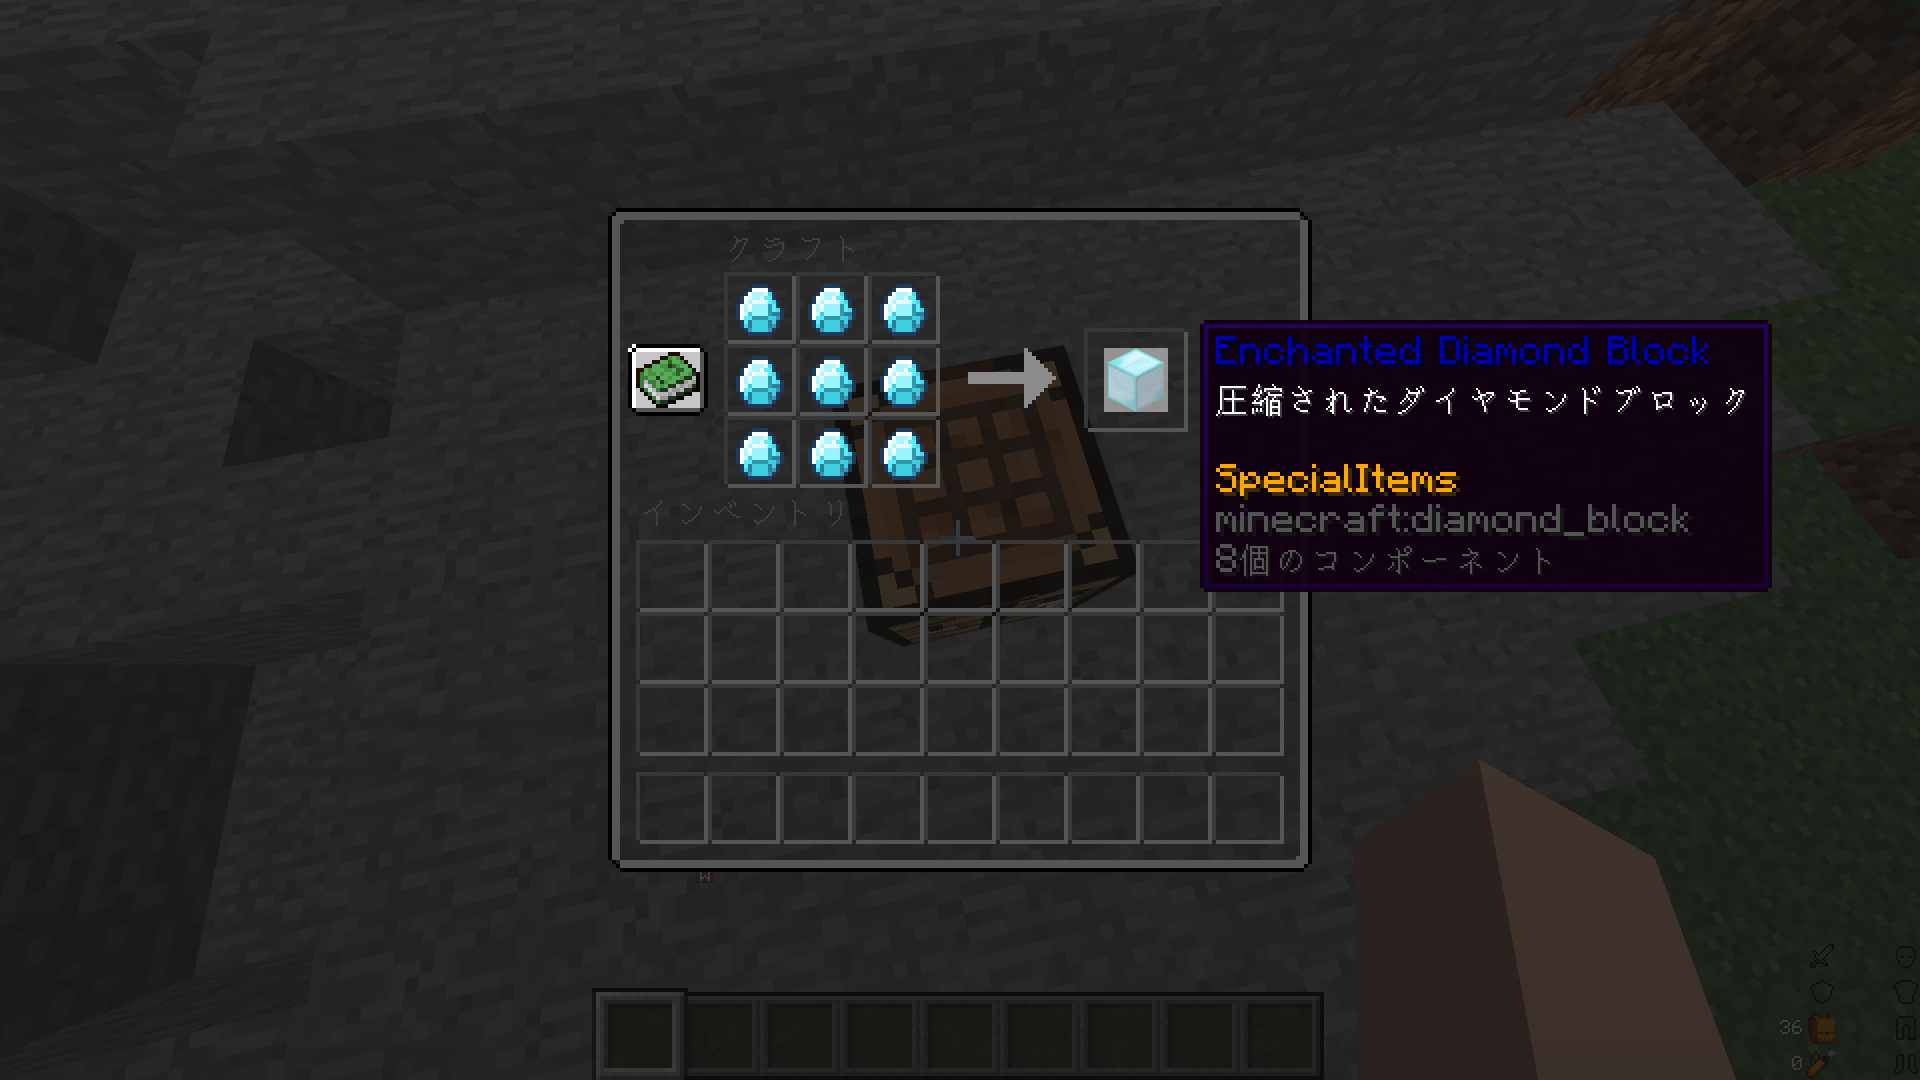 クラフト
Enchanted Diamond Block
圧縮されたダイヤモンドブロック
SpecialItems
minecraft:diamond_block
8個のコンポーネント
インベントリ
36
0